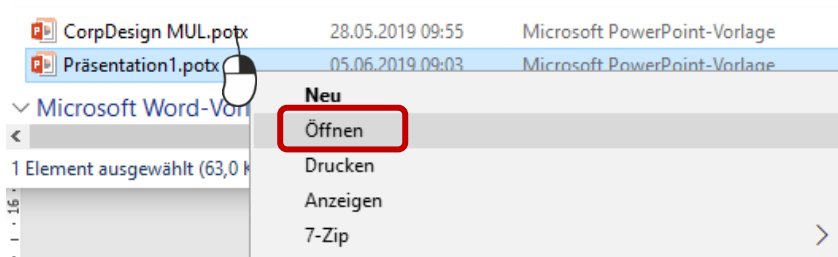 CorpDesign MUL.potx 28.05.2019 09:55 Microsoft PowerPoint-Vorlage
Präsentation1.potx 05.06.2019 09:03 Microsoft PowerPoint-Vorlage
Microsoft Word-Vor
Neu
Öffnen
1 Element ausgewählt (63,0 K
Drucken
Anzeigen
16
7-Zip